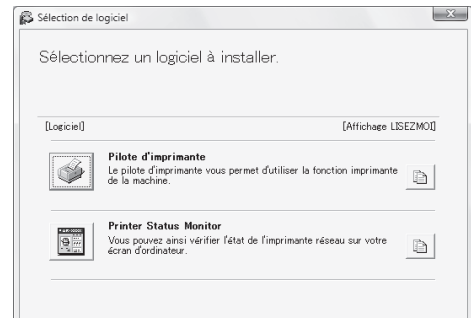 Sélection de logiciel
Sélectionnez un logiciel à installer.
[Logiciel] [Affichage LISEZMOI]
Pilote d'imprimante
Le pilote d'imprimante vous permet d'utiliser la fonction imprimante
de la machine.
Printer Status Monitor
Vous pouvez ainsi vérifier l'état de l'imprimante réseau sur votre
écran d'ordinateur.